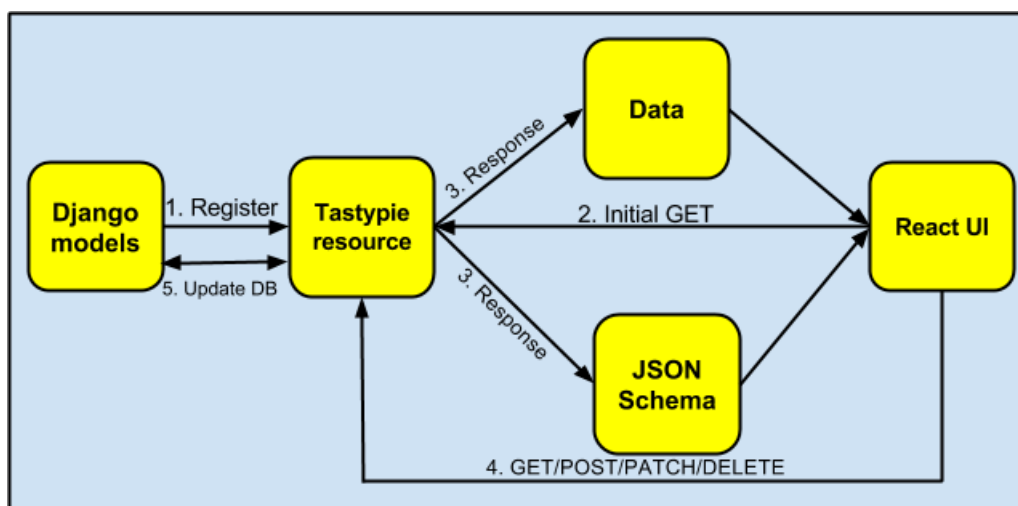 Data
3. Response
Django
models
1. Register
Tastypie
resource
2. Initial GET
React UI
5. Update DB
3. Response
JSON
Schema
4. GET/POST/PATCH/DELETE